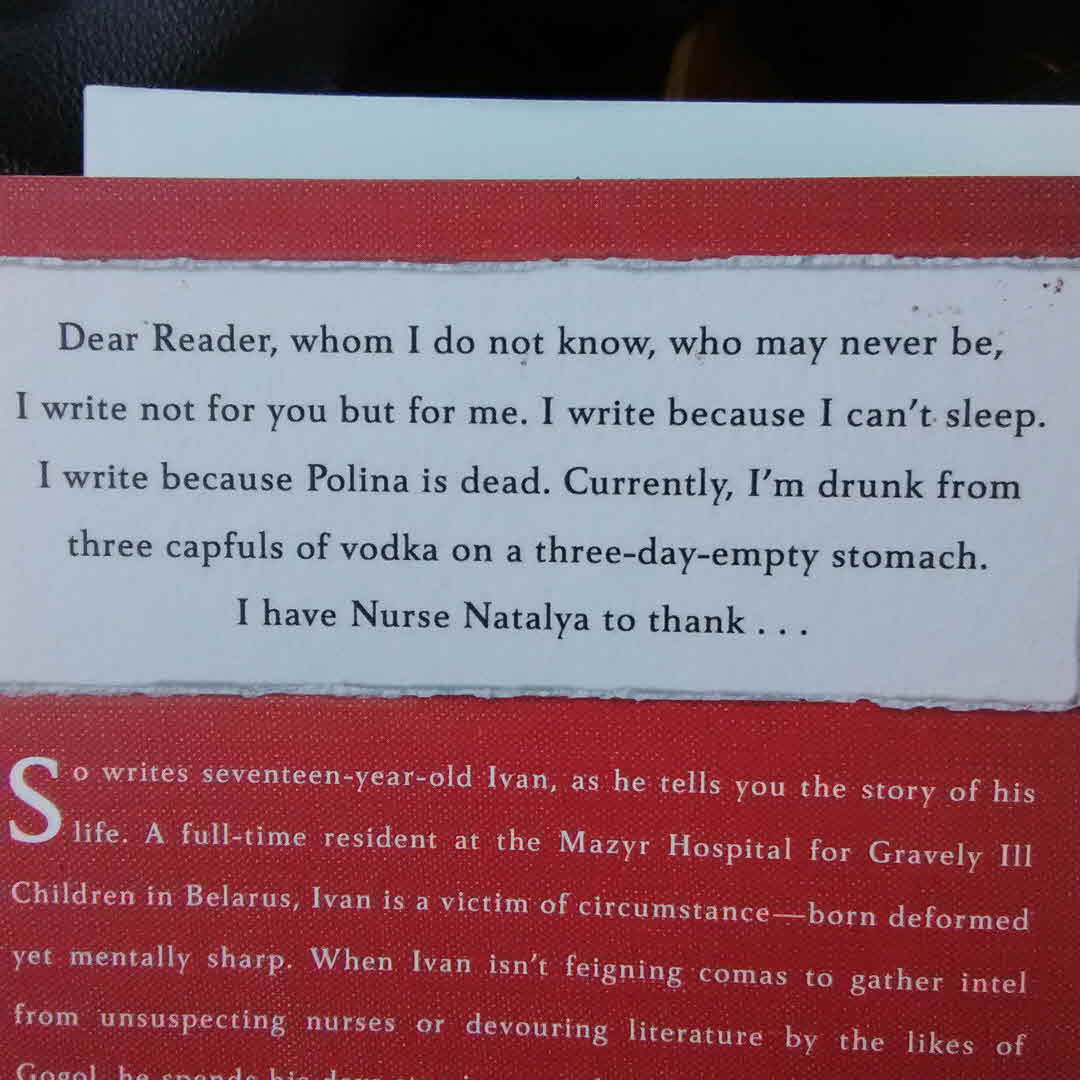 Dear Reader, whom I do not know, who may never be,
I write not for you but for me. I write because I can't sleep.
I write because Polina is dead. Currently, I'm drunk from
three capfuls of vodka on a three-day-empty stomach.
I have Nurse Natalya to thank . . .
So writes seventeen-year-old Ivan, as he tells you the story of his
life. A full-time resident at the Mazyr Hospital for Gravely Ill
Children in Belarus, Ivan is a victim of circumstance—born deformed
yet mentally sharp. When Ivan isn't feigning comas to gather intel
from unsuspecting nurses or devouring literature by the likes of
Gogol, he spends his